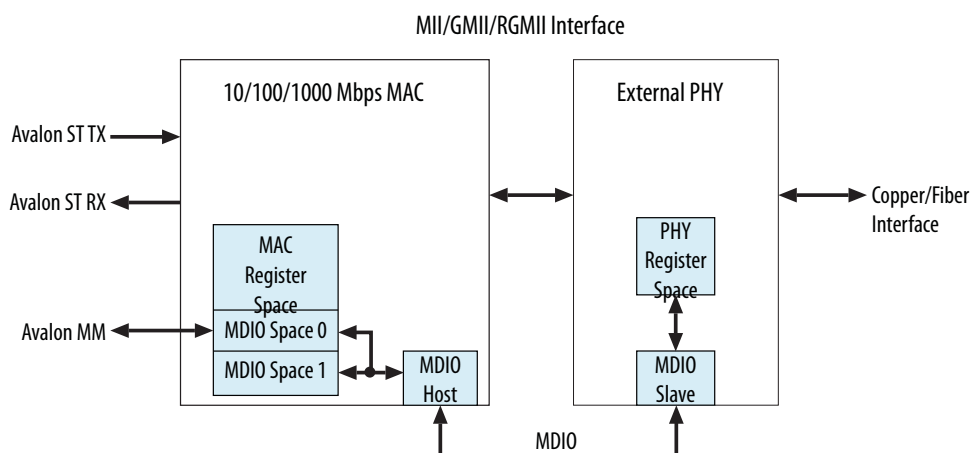 MII/GMII/RGMII Interface
10/100/1000 Mbps MAC
External PHY
Avalon ST TX
Avalon ST RX
Copper/Fiber
Interface
MAC
Register
Space
PHY
Register
Space
Avalon MM
MDIO Space 0
MDIO Space 1
MDIO
Host
MDIO
Slave
MDIO